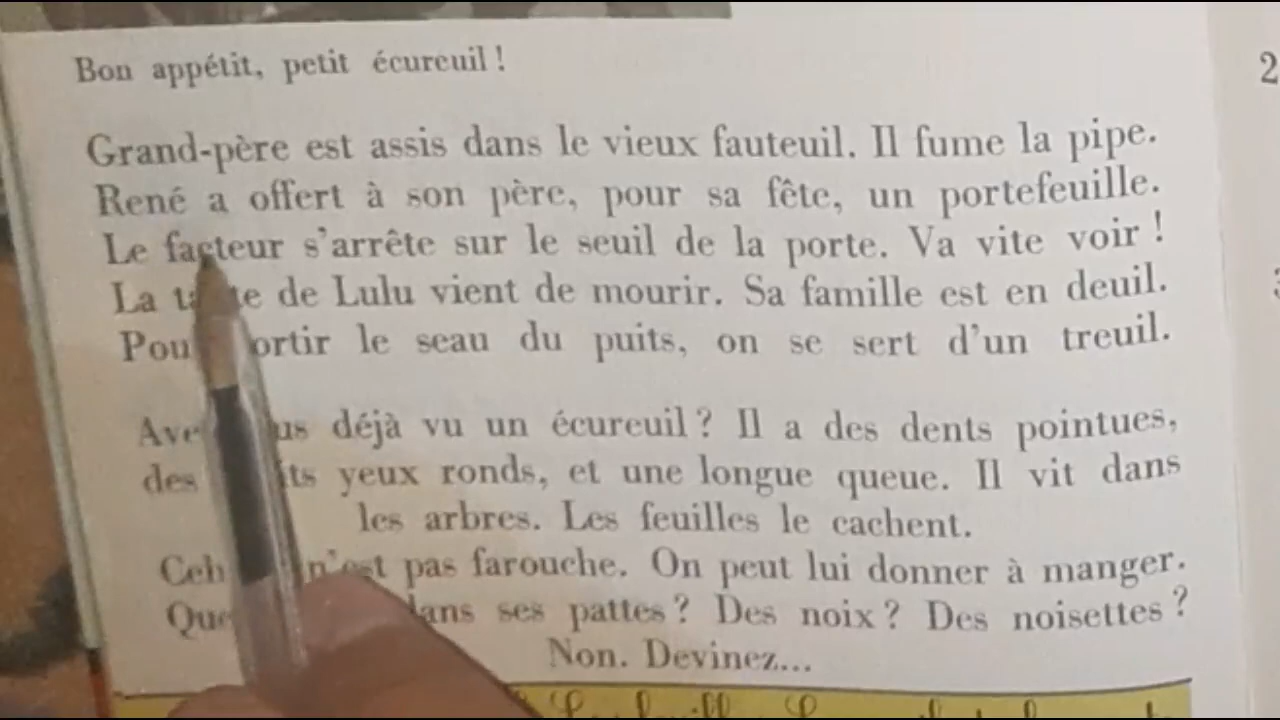 Bon appétit, petit écureuil !
Grand-père est assis dans le vieux fauteuil. Il fume la pipe.
René a offert à son père, pour sa fête, un portefeuille.
Le facteur s'arrête sur le seuil de la porte. Va vite voir !
La de Lulu vient de mourir. Sa famille est en deuil.
le seau du puits, on se sert d'un treuil.
déjà vu un écureuil ? Il a des dents pointues,
des yeux ronds, et une longue queue. Il vit dans
les arbres. Les feuilles le cachent.
n'est pas farouche. On peut lui donner à manger.
dans ses pattes ? Des noix ? Des noisettes ?
Non. Devinez...
2